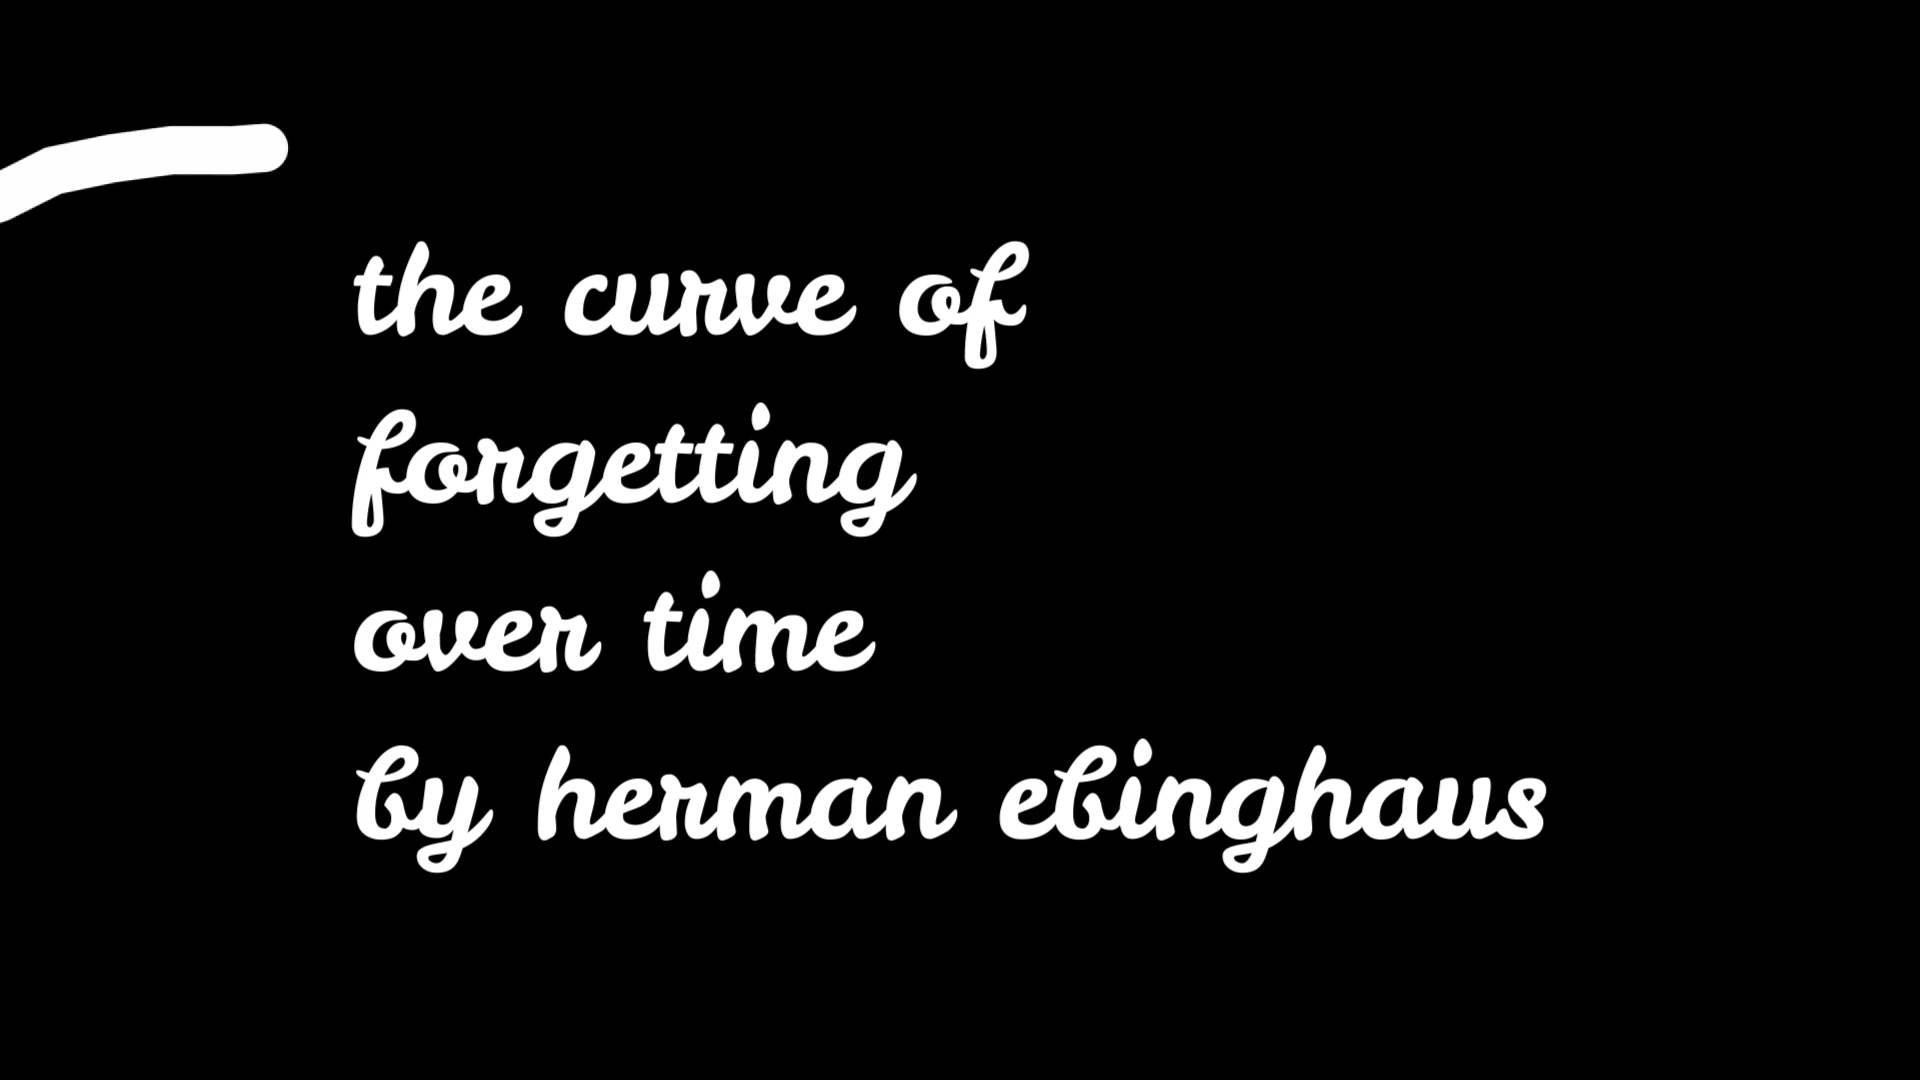 the curve of
forgetting
over time
by herman ebinghaus